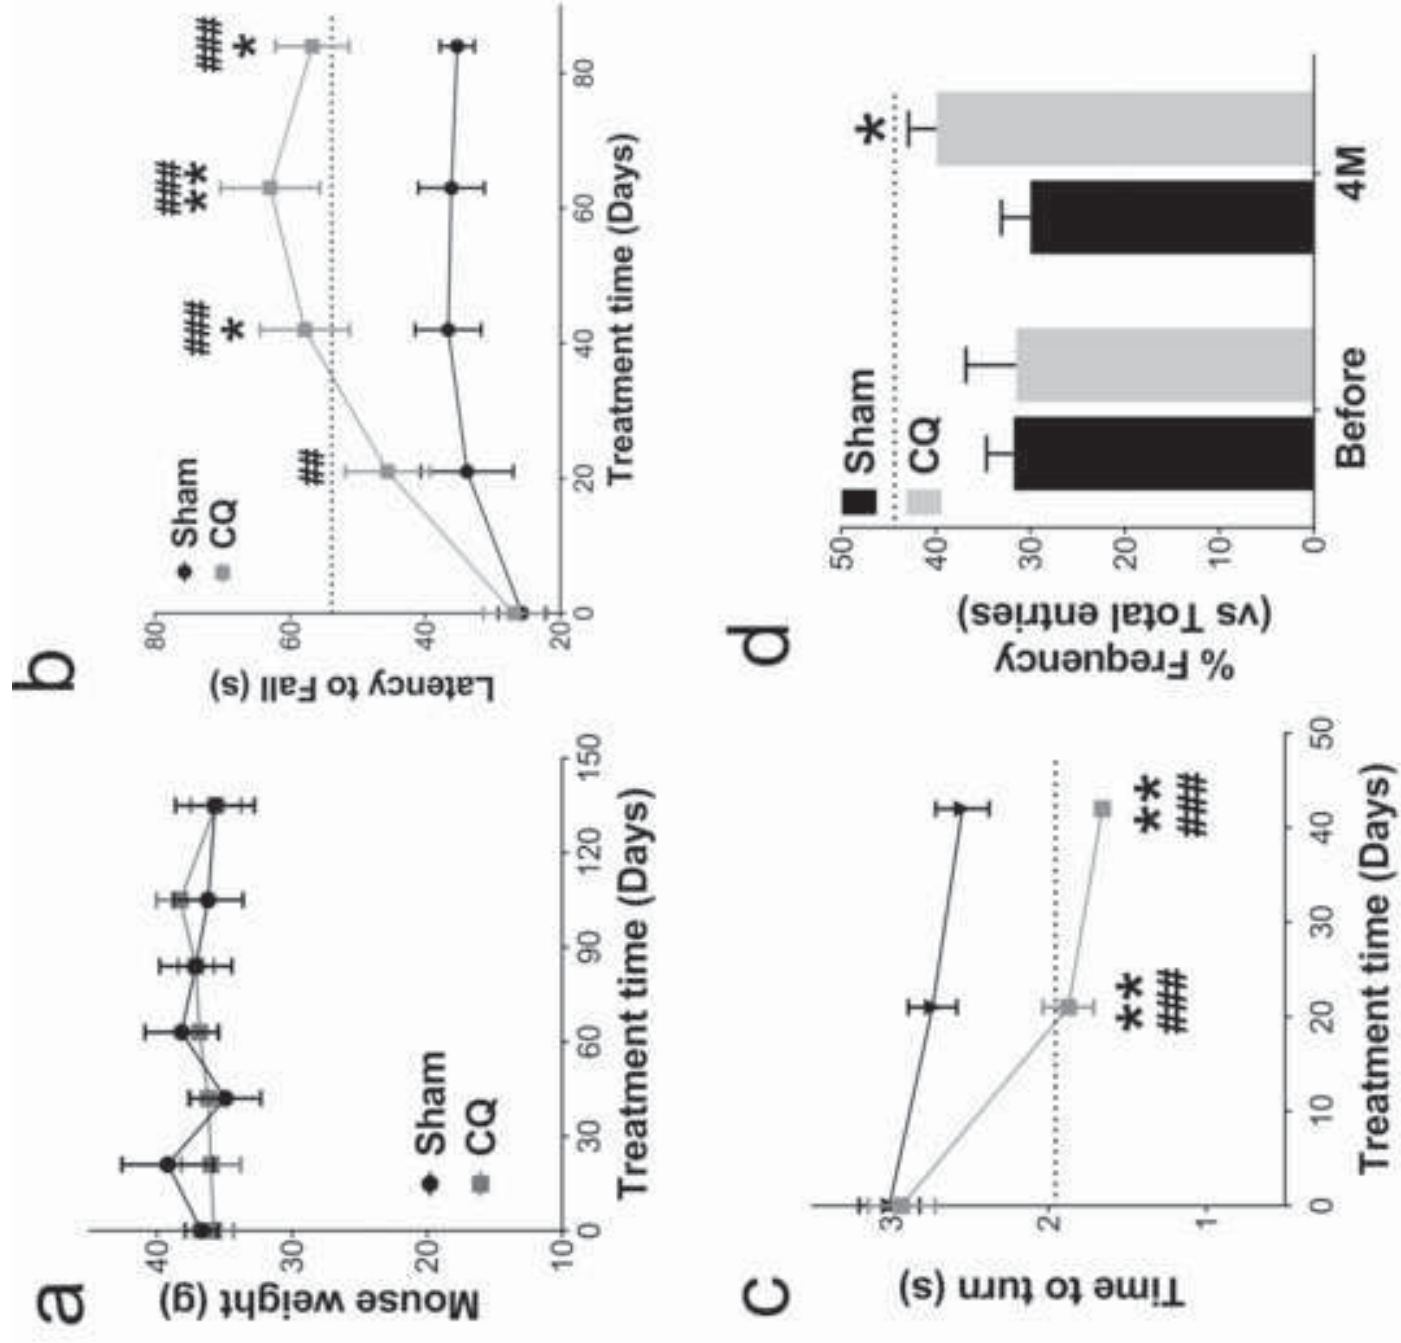 a
Mouse weight (g)
40
30
20
10
Sham
CQ
0 30 60 90 120 150
Treatment time (Days)
b
Latency to Fall (s)
80
60
40
20
Sham
CQ
##
###
*
###
**
###
*
0 20 40 60 80
Treatment time (Days)
c
Time to turn (s)
3
2
1
**
###
**
###
0 10 20 30 40 50
Treatment time (Days)
d
% Frequency
(vs Total entries)
50
40
30
20
10
0
Sham
CQ
*
Before 4M